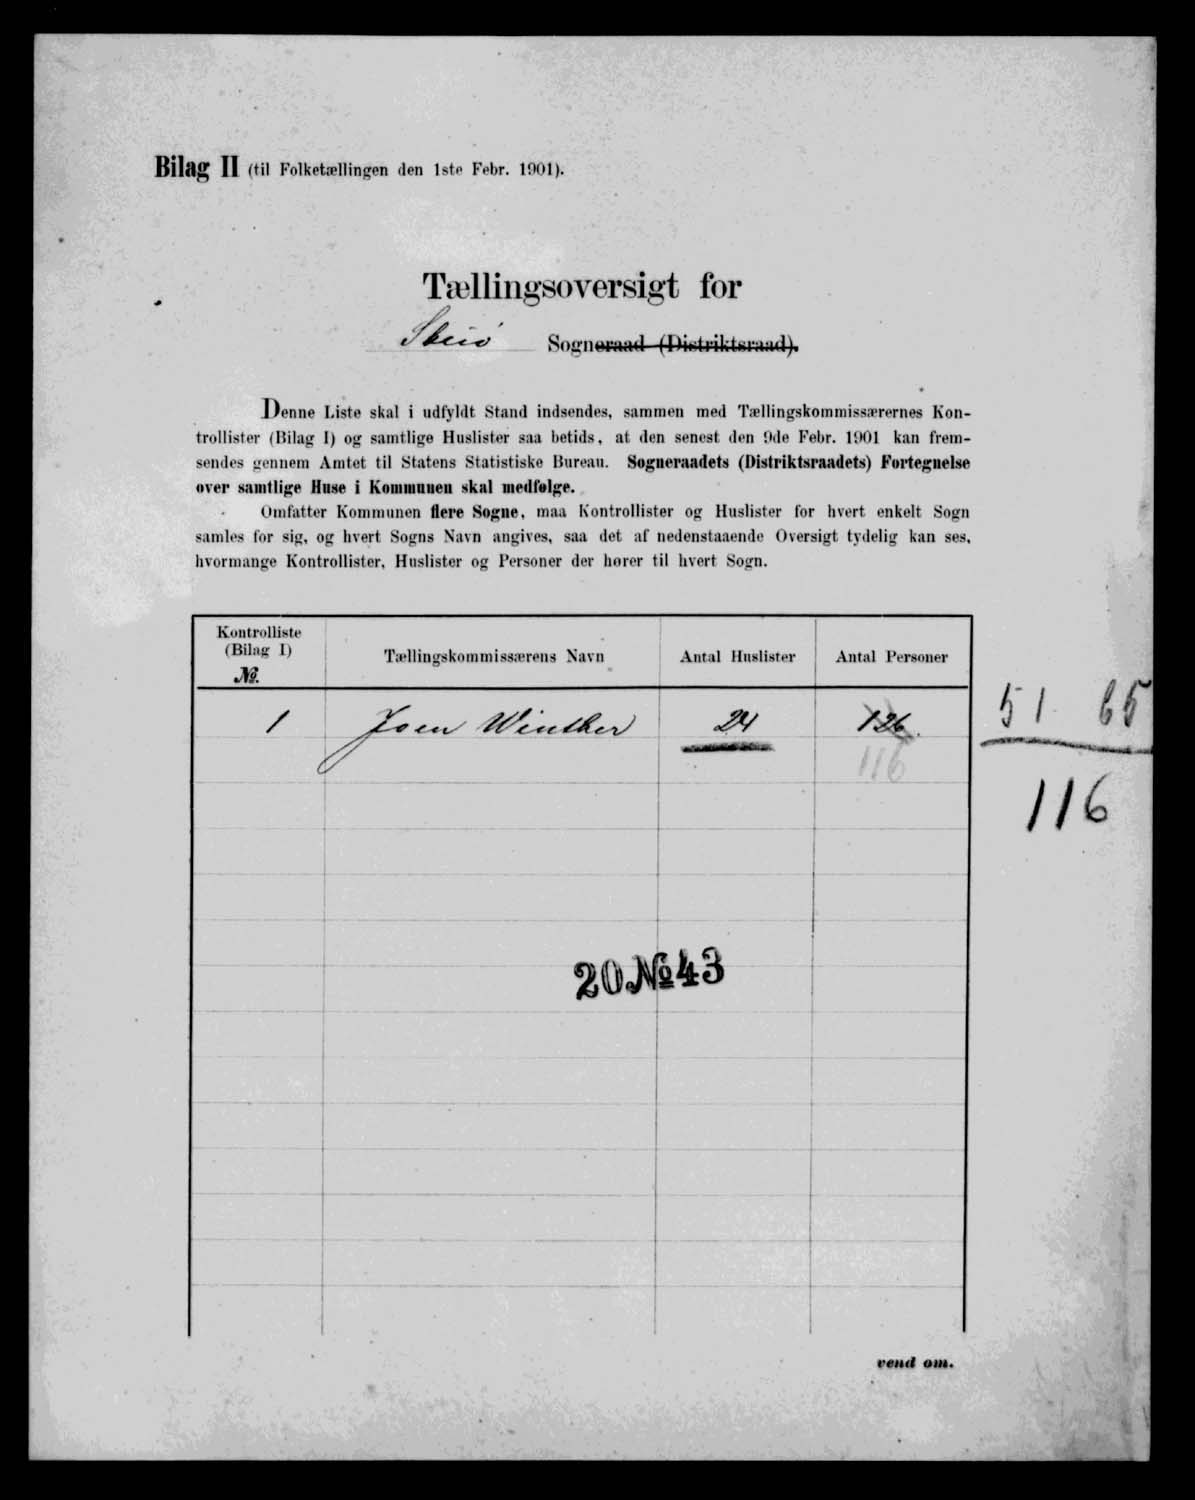 Bilag II (til Folketællingen den 1ste Febr. 1901).
Tællingsoversigt for
Sogneraad (Distriktsraad).
Denne Liste skal i udfyldt Stand indsendes, sammen med Tællingskommissærernes Kon-
trollister (Bilag I) og samtlige Huslister saa betids, at den senest den 9de Febr. 1901 kan frem-
sendes gennem Amtet til Statens Statistiske Bureau. Sogneraadets (Distriktsraadets) Fortegnelse
over samtlige Huse i Kommunen skal medfølge.
Omfatter Kommunen flere Sogne, maa Kontrollister og Huslister for hvert enkelt Sogn
samles for sig, og hvert Sogns Navn angives, saa det af nedenstaaende Oversigt tydelig kan ses,
hvormange Kontrollister, Huslister og Personer der hører til hvert Sogn.
Kontrolliste
(Bilag I)
№.
Tællingskommissærens Navn
Antal Huslister
Antal Personer
1 Joen Winther 24 126.
116
51 65
116
20 № 43
vend om.